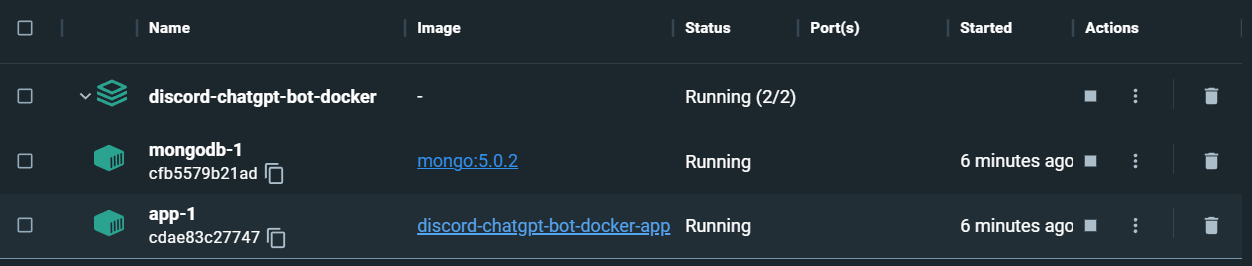 Name Image Status Port(s) Started Actions
discord-chatgpt-bot-docker - Running (2/2)
mongodb-1
cfb5579b21ad
mongo:5.0.2 Running 6 minutes ago
app-1
cdae83c27747
discord-chatgpt-bot-docker-app Running 6 minutes ago